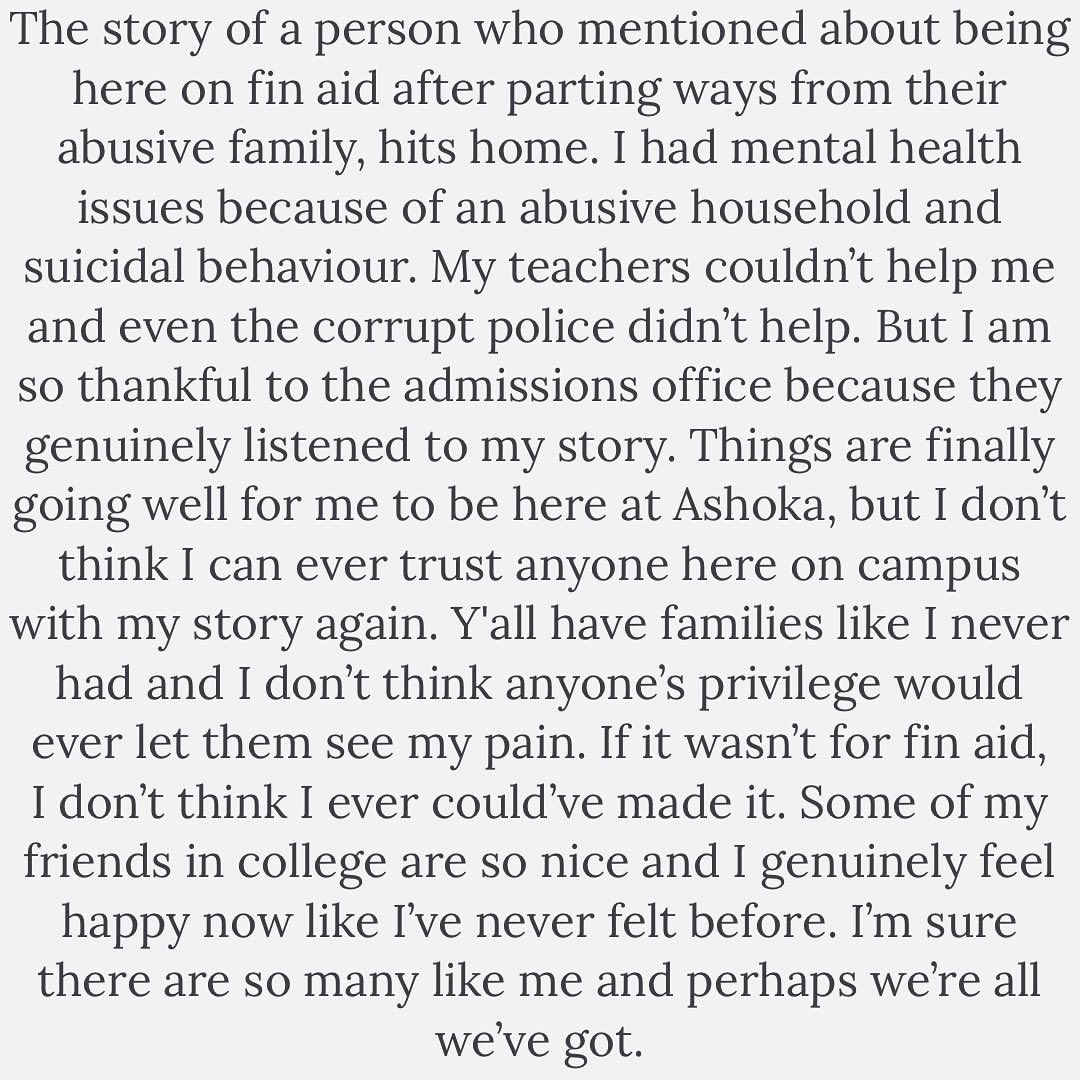 The story of a person who mentioned about being
here on fin aid after parting ways from their
abusive family, hits home. I had mental health
issues because of an abusive household and
suicidal behaviour. My teachers couldn’t help me
and even the corrupt police didn’t help. But I am
so thankful to the admissions office because they
genuinely listened to my story. Things are finally
going well for me to be here at Ashoka, but I don’t
think I can ever trust anyone here on campus
with my story again. Y'all have families like I never
had and I don’t think anyone’s privilege would
ever let them see my pain. If it wasn’t for fin aid,
I don’t think I ever could’ve made it. Some of my
friends in college are so nice and I genuinely feel
happy now like I’ve never felt before. I’m sure
there are so many like me and perhaps we’re all
we’ve got.